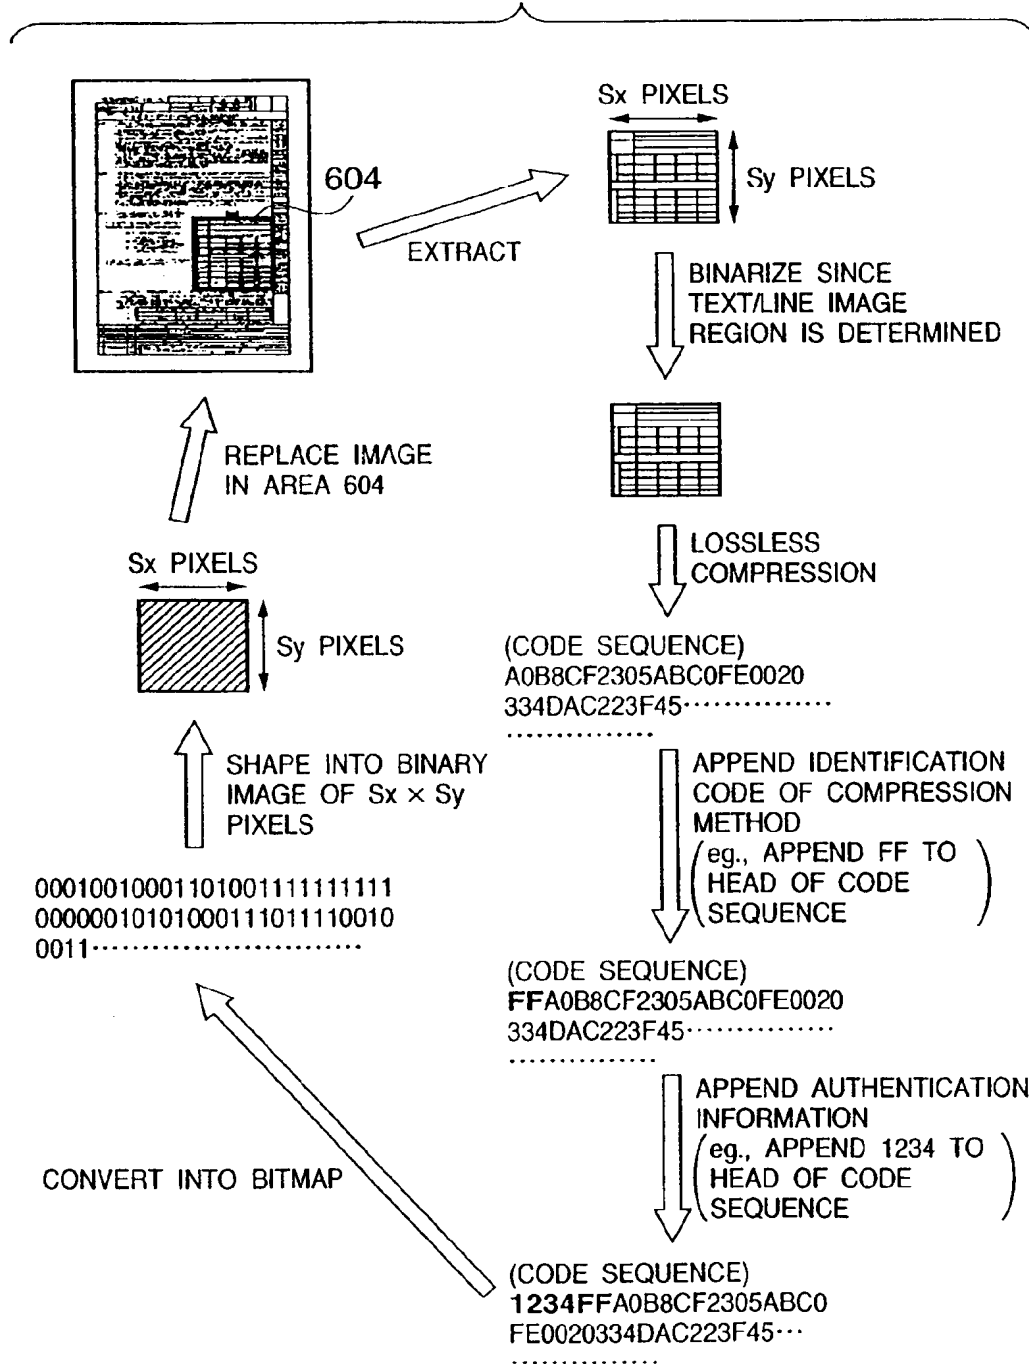 604
EXTRACT
Sx PIXELS
Sy PIXELS
BINARIZE SINCE
TEXT/LINE IMAGE
REGION IS DETERMINED
LOSSLESS
COMPRESSION
(CODE SEQUENCE)
A0B8CF2305ABC0FE0020
334DAC223F45···············
···············
APPEND IDENTIFICATION
CODE OF COMPRESSION
METHOD
(eg., APPEND FF TO
HEAD OF CODE
SEQUENCE)
(CODE SEQUENCE)
FFA0B8CF2305ABC0FE0020
334DAC223F45···············
···············
APPEND AUTHENTICATION
INFORMATION
(eg., APPEND 1234 TO
HEAD OF CODE
SEQUENCE)
(CODE SEQUENCE)
1234FFA0B8CF2305ABC0
FE0020334DAC223F45···
···············
CONVERT INTO BITMAP
0001001000110100111111111
00000010101000111011110010
0011···························
SHAPE INTO BINARY
IMAGE OF Sx × Sy
PIXELS
Sx PIXELS
Sy PIXELS
REPLACE IMAGE
IN AREA 604